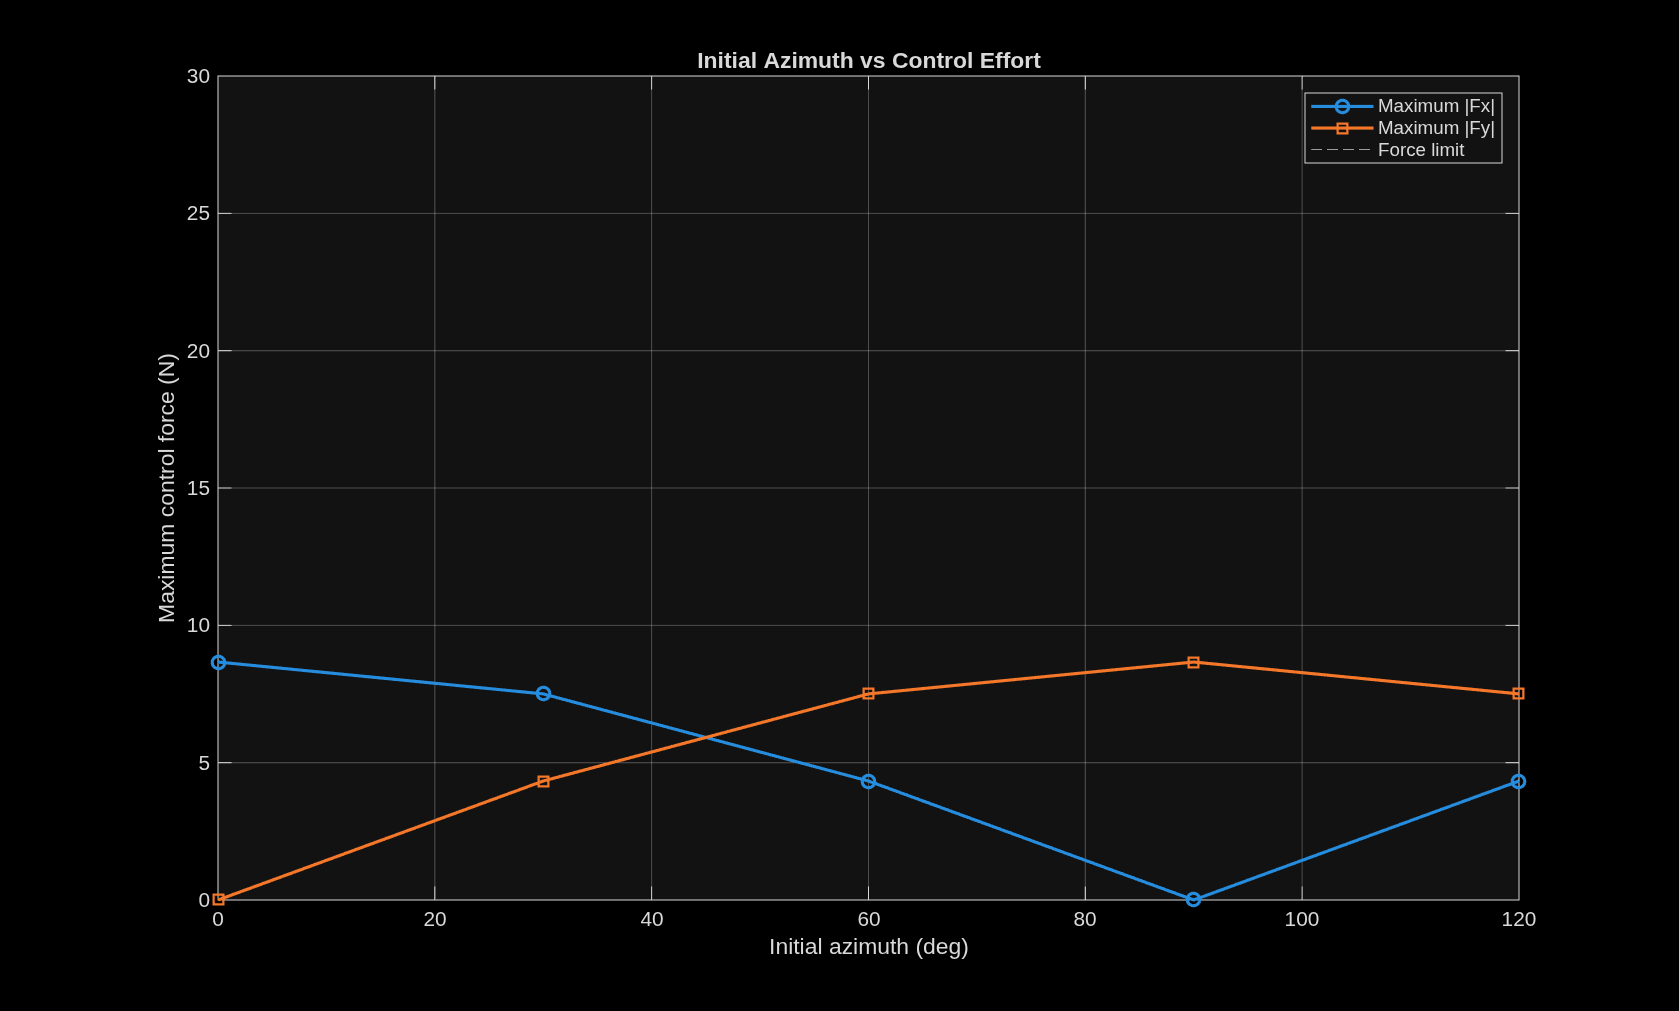 Initial Azimuth vs Control Effort
Maximum |Fx|
Maximum |Fy|
Force limit
Maximum control force (N)
30
25
20
15
10
5
0
0 20 40 60 80 100 120
Initial azimuth (deg)